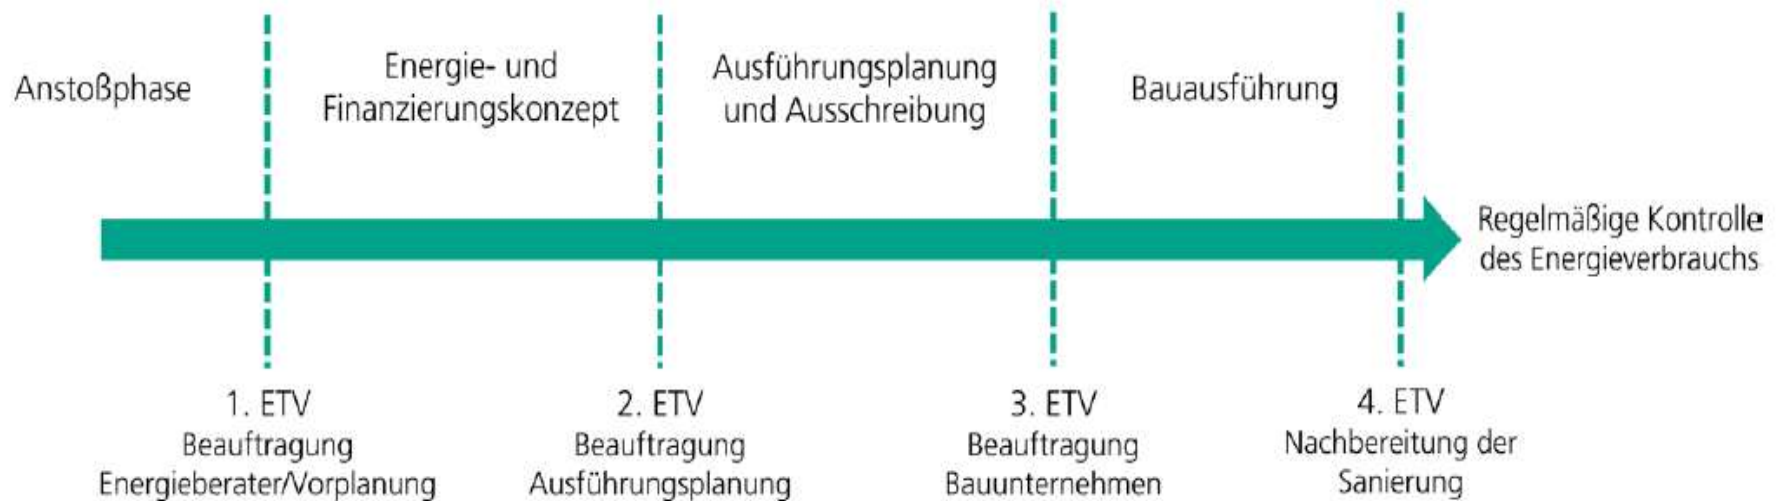 Anstoßphase
Energie- und
Finanzierungskonzept
Ausführungsplanung
und Ausschreibung
Bauausführung
Regelmäßige Kontrolle
des Energieverbrauchs
1. ETV
Beauftragung
Energieberater/Vorplanung
2. ETV
Beauftragung
Ausführungsplanung
3. ETV
Beauftragung
Bauunternehmen
4. ETV
Nachbereitung der
Sanierung